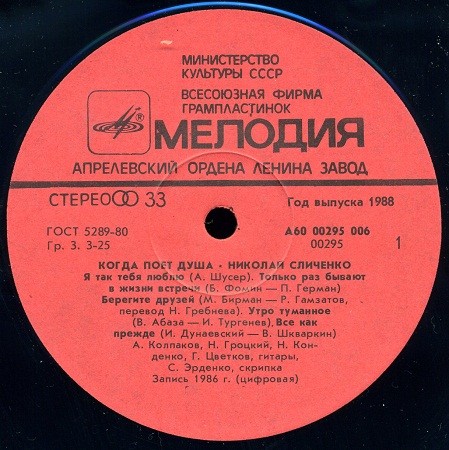 МИНИСТЕРСТВО
КУЛЬТУРЫ СССР
ВСЕСОЮЗНАЯ ФИРМА
ГРАМПЛАСТИНОК
®
МЕЛОДИЯ
АПРЕЛЕВСКИЙ ОРДЕНА ЛЕНИНА ЗАВОД
СТЕРЕО 33
Год выпуска 1988
ГОСТ 5289-80
Гр. 3. 3-25
А60 00295 006
00295
1
КОГДА ПОЕТ ДУША · НИКОЛАЙ СЛИЧЕНКО
Я так тебя люблю (А. Шусер). Только раз бывают
в жизни встречи (Б. Фомин — П. Герман)
Берегите друзей (М. Бирман — Р. Гамзатов,
перевод Н. Гребнева). Утро туманное
(В. Абаза — И. Тургенев). Все как
прежде (И. Дунаевский — В. Шкваркин)
А. Колпаков, Н. Гроцкий, Н. Кон-
денко, Г. Цветков, гитары,
С. Эрденко, скрипка
Запись 1986 г. (цифровая)